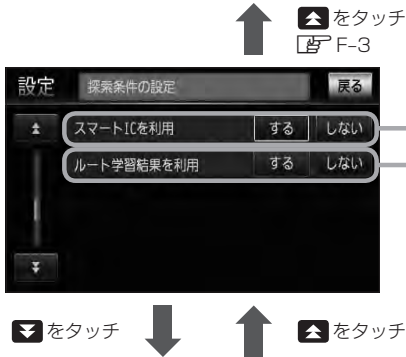 をタッチ
F-3
設定 探索条件の設定 戻る
スマートICを利用 する しない
ルート学習結果を利用 する しない
をタッチ をタッチ